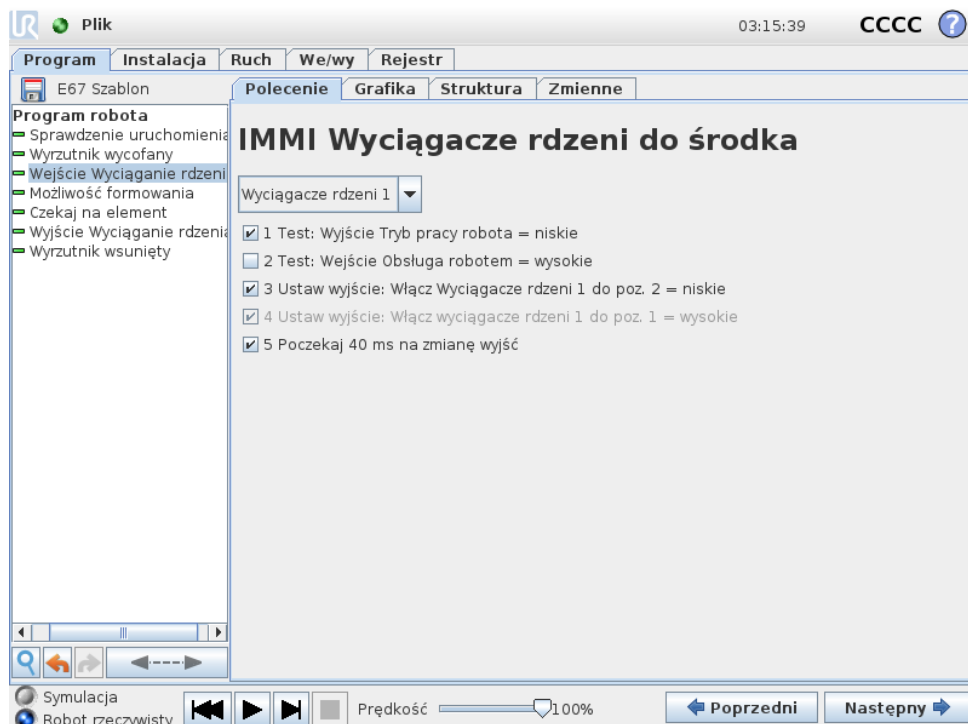 UR Plik 03:15:39 CCCC ?
Program Instalacja Ruch We/wy Rejestr
E67 Szablon
Polecenie Grafika Struktura Zmienne
Program robota
Sprawdzenie uruchomienia
Wyrzutnik wycofany
Wejście Wyciąganie rdzeni
Możliwość formowania
Czekaj na element
Wyjście Wyciąganie rdzenia
Wyrzutnik wsunięty
IMMI Wyciągacze rdzeni do środka
Wyciągacze rdzeni 1
1 Test: Wyjście Tryb pracy robota = niskie
2 Test: Wejście Obsługa robotem = wysokie
3 Ustaw wyjście: Włącz Wyciągacze rdzeni 1 do poz. 2 = niskie
4 Ustaw wyjście: Włącz wyciągacze rdzeni 1 do poz. 1 = wysokie
5 Poczekaj 40 ms na zmianę wyjść
Symulacja
Robot rzeczywisty
Prędkość 100%
Poprzedni Następny